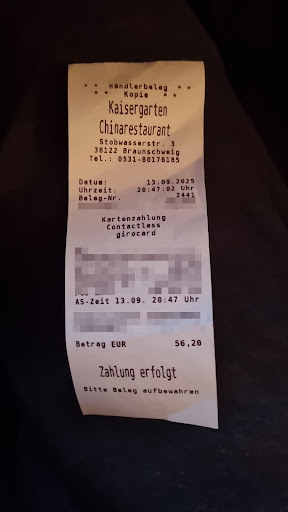 * * Händlerbeleg * *
* * Kopie * *
Kaisergarten
Chinarestaurant
Stobwasserstr. 3
38122 Braunschweig
Tel.: 0531-80176185
Datum: 13.09.2025
Uhrzeit: 20:47:02 Uhr
Beleg-Nr. 2441
Kartenzahlung
Contactless
girocard
AS-Zeit 13.09. 20:47 Uhr
Betrag EUR 56,20
Zahlung erfolgt
Bitte Beleg aufbewahren